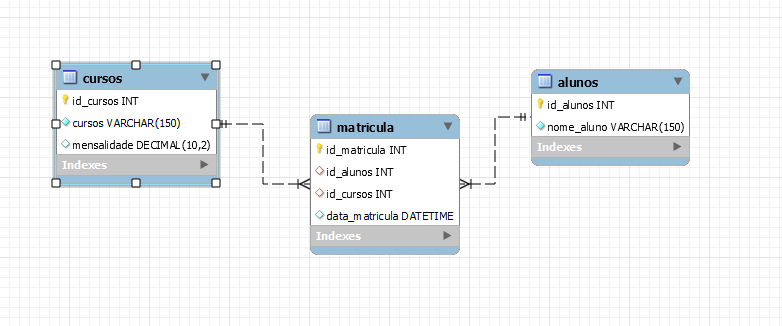 cursos
id_cursos INT
cursos VARCHAR(150)
mensalidade DECIMAL(10,2)
Indexes
matricula
id_matricula INT
id_alunos INT
id_cursos INT
data_matricula DATETIME
Indexes
alunos
id_alunos INT
nome_aluno VARCHAR(150)
Indexes